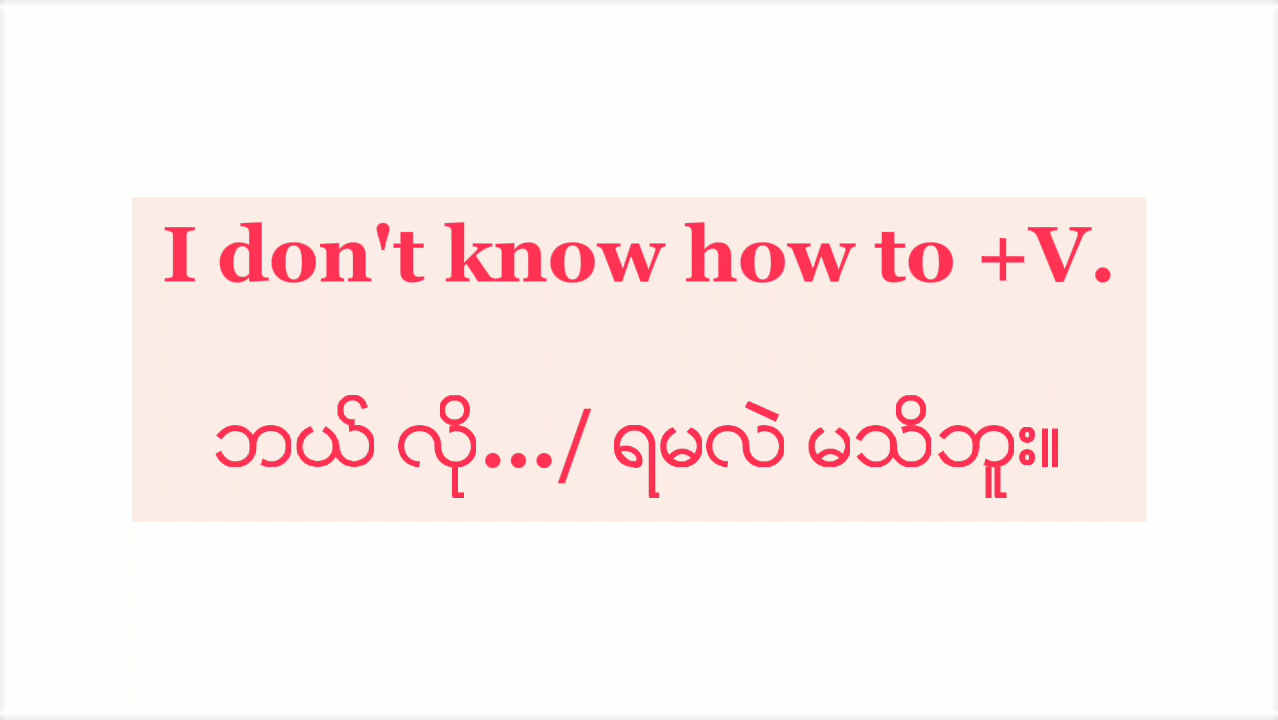 I don't know how to +V.
ဘယ် လို.../ ရမလဲ မသိဘူး။